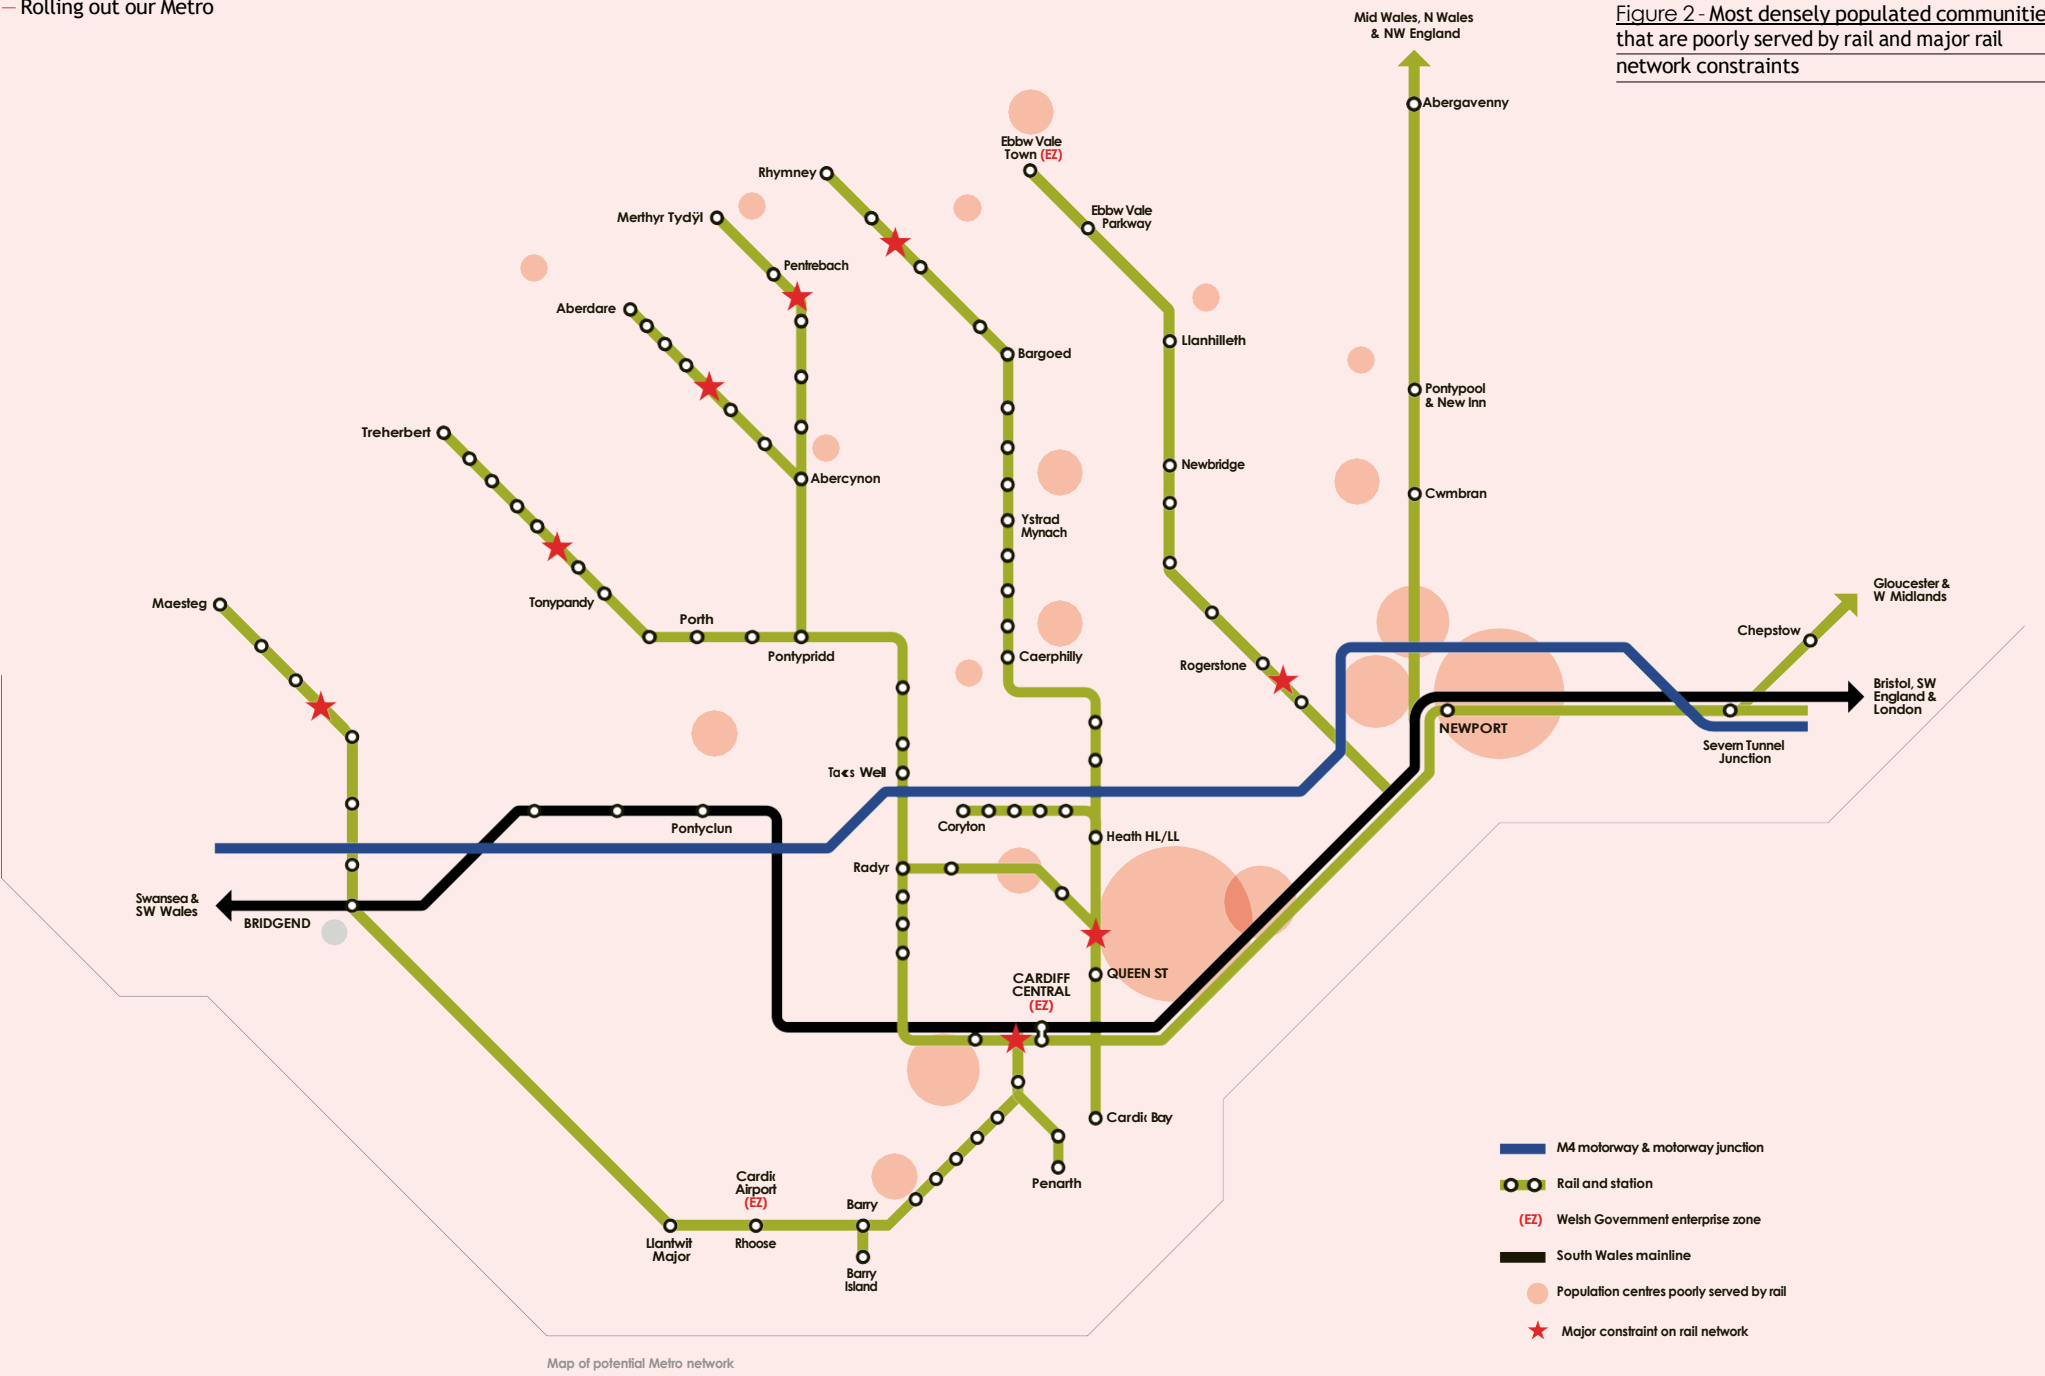 — Rolling out our Metro
Figure 2 - Most densely populated communitie
that are poorly served by rail and major rail
network constraints
Mid Wales, N Wales
& NW England
Abergavenny
Ebbw Vale
Town (EZ)
Rhymney
Ebbw Vale
Parkway
Merthyr Tydÿl
Pentrebach
Aberdare
Llanhilleth
Bargoed
Pontypool
& New Inn
Treherbert
Newbridge
Abercynon
Cwmbran
Ystrad
Mynach
Gloucester &
W Midlands
Maesteg
Tonypandy
Porth
Chepstow
Pontypridd
Caerphilly
Rogerstone
Bristol, SW
England &
London
NEWPORT
Severn Tunnel
Junction
Well
Pontyclun
Coryton
Heath HL/LL
Radyr
Swansea &
SW Wales
BRIDGEND
QUEEN ST
CARDIFF
CENTRAL
(EZ)
Bay
Penarth
Airport
(EZ)
Barry
Llantwit
Major
Rhoose
Barry
Island
M4 motorway & motorway junction
Rail and station
(EZ) Welsh Government enterprise zone
South Wales mainline
Population centres poorly served by rail
Major constraint on rail network
Map of potential Metro network